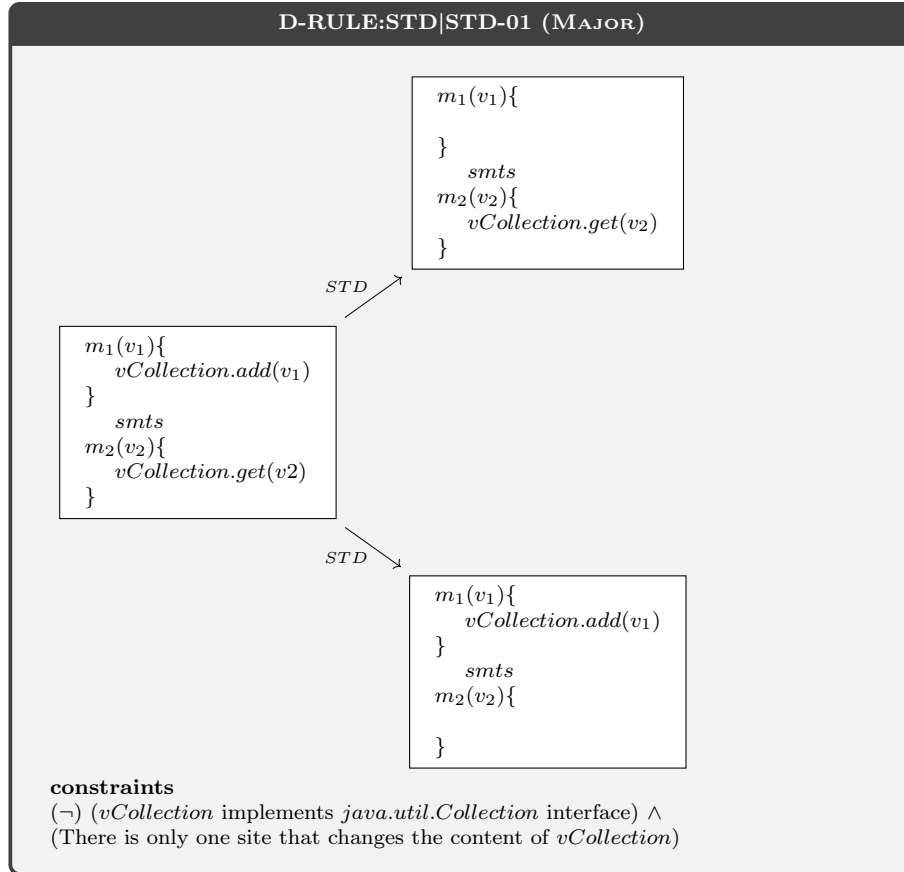 D-RULE:STD|STD-01 (MAJOR)
m₁(v₁){
}
smts
m₂(v₂){
vCollection.get(v₂)
}
STD
m₁(v₁){
vCollection.add(v₁)
}
smts
m₂(v₂){
vCollection.get(v2)
}
STD
m₁(v₁){
vCollection.add(v₁)
}
smts
m₂(v₂){
}
constraints
(¬) (vCollection implements java.util.Collection interface) ∧
(There is only one site that changes the content of vCollection)